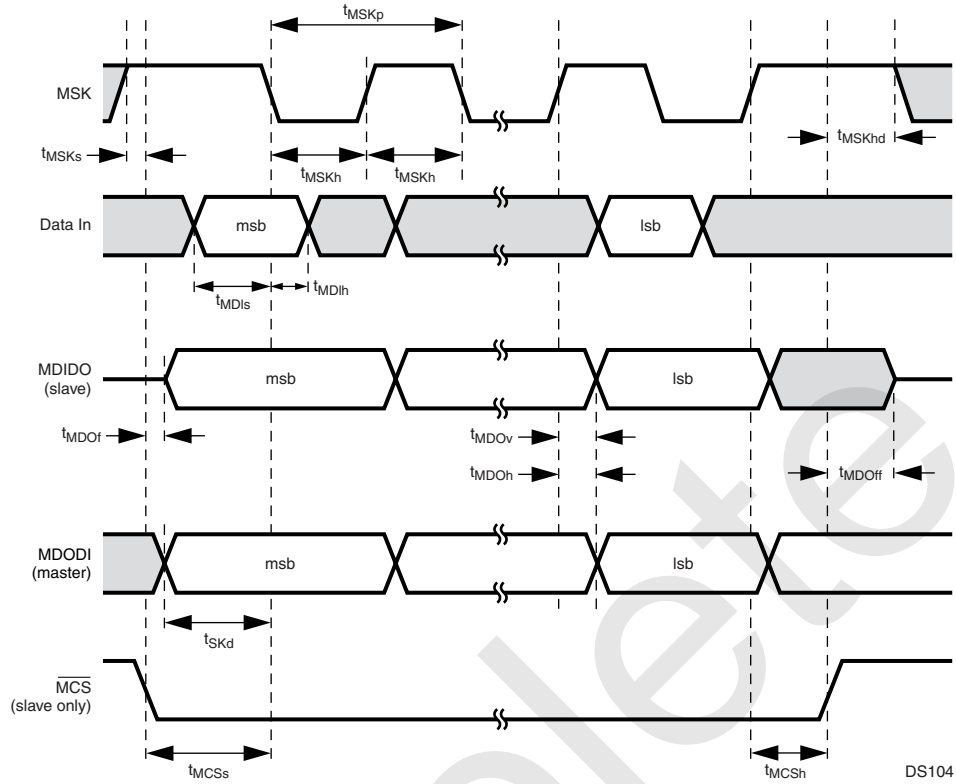 tMSKp
MSK
tMSKs
tMSKh
tMSKh
tMSKhd
Data In
msb
lsb
tMDIs
tMDIh
MDIDO
(slave)
msb
lsb
tMDOf
tMDOv
tMDOh
tMDOff
MDODI
(master)
msb
lsb
tSKd
MCS
(slave only)
tMCSs
tMCSh
DS104